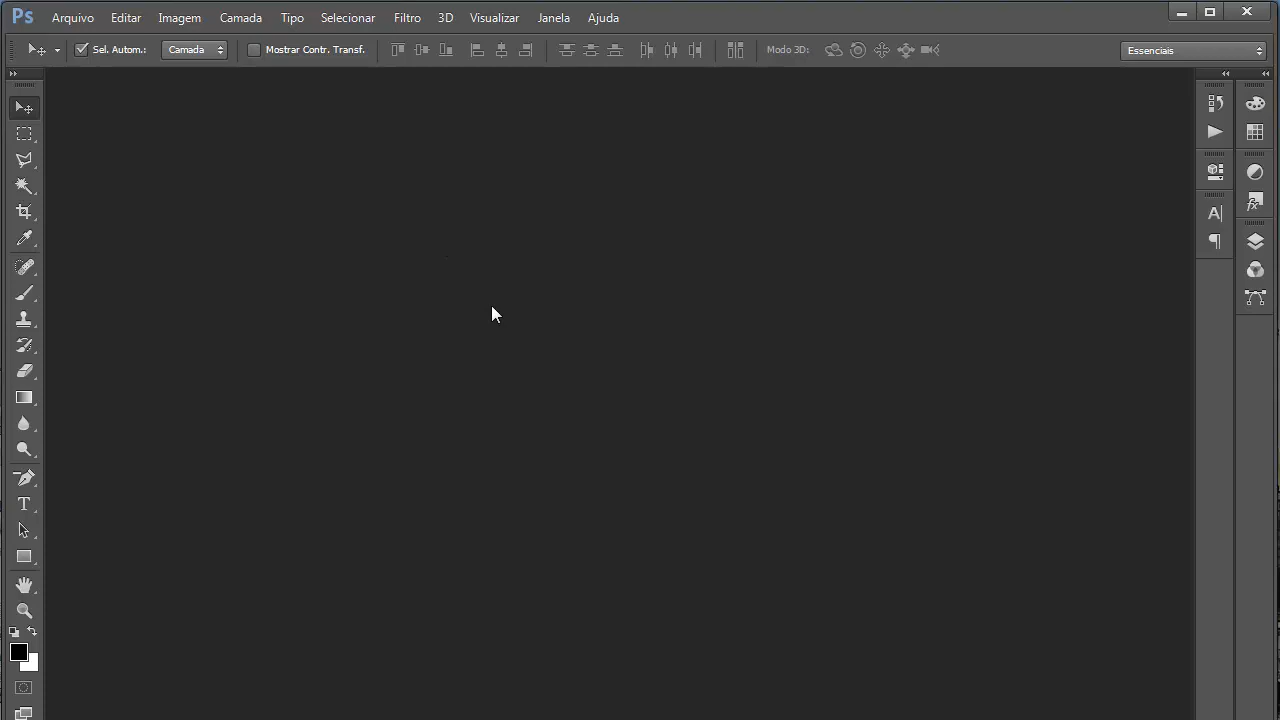 Ps Arquivo Editar Imagem Camada Tipo Selecionar Filtro 3D Visualizar Janela Ajuda
Sel. Autom.: Camada Mostrar Contr. Transf. Modo 3D: Essenciais